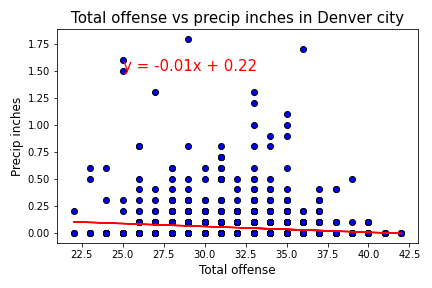 Total offense vs precip inches in Denver city
1.75
1.50
1.25
1.00
0.75
0.50
0.25
0.00
Precip inches
y = -0.01x + 0.22
22.5 25.0 27.5 30.0 32.5 35.0 37.5 40.0 42.5
Total offense